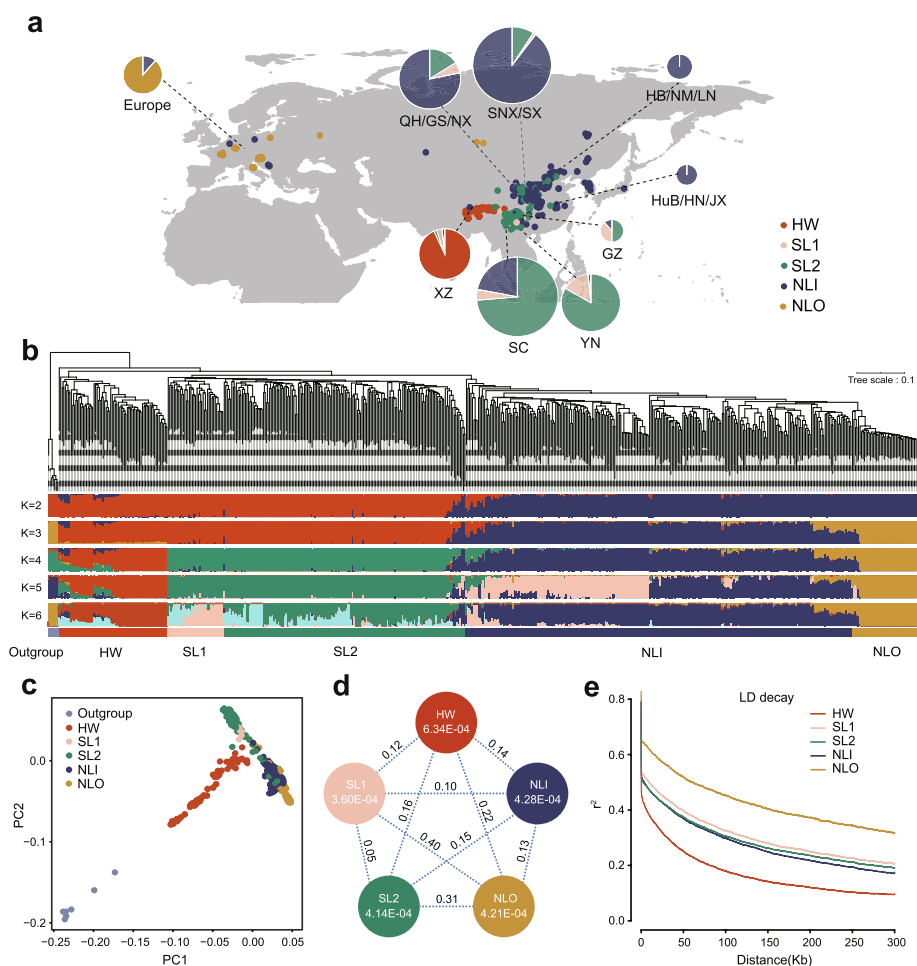 a
Europe
QH/GS/NX
SNX/SX
HB/NM/LN
HuB/HN/JX
GZ
XZ
SC
YN
HW
SL1
SL2
NLI
NLO
b
Tree scale : 0.1
K=2
K=3
K=4
K=5
K=6
Outgroup HW SL1 SL2 NLI NLO
c
Outgroup
HW
SL1
SL2
NLI
NLO
0.0
−0.1
−0.2
PC2
−0.25 −0.20 −0.15 −0.10 −0.05 0.00 0.05
PC1
d
HW
6.34E-04
0.12
0.14
SL1
3.60E-04
0.10
NLI
4.28E-04
0.16
0.22
0.40
0.15
0.05
0.13
SL2
4.14E-04
0.31
NLO
4.21E-04
e
LD decay
HW
SL1
SL2
NLI
NLO
0.8
0.6
0.4
0.2
0.0
r²
0 50 100 150 200 250 300
Distance(Kb)